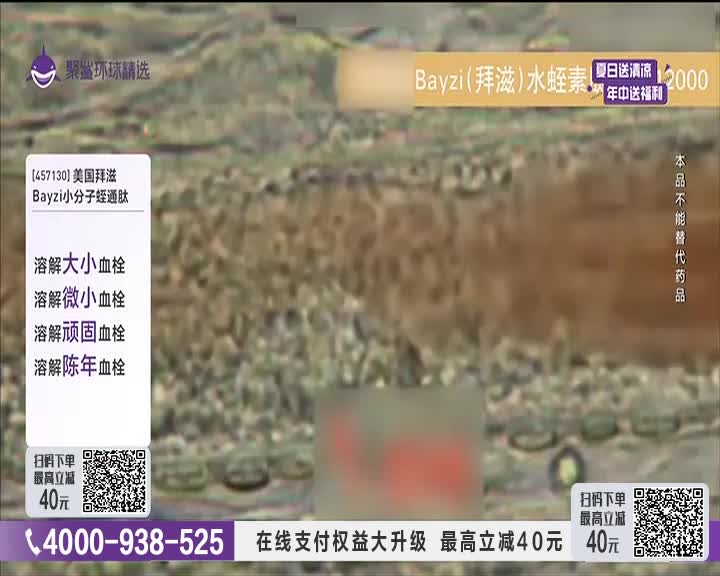 聚鲨环球精选
Bayzi(拜滋)水蛭素
2000
夏日送清凉
年中送福利
[457130] 美国拜滋
Bayzi小分子蛭通肽
溶解大小血栓
溶解微小血栓
溶解顽固血栓
溶解陈年血栓
本品不能替代药品
扫码下单
最高立减
40元
扫码下单
最高立减
40元
4000-938-525
在线支付权益大升级 最高立减40元